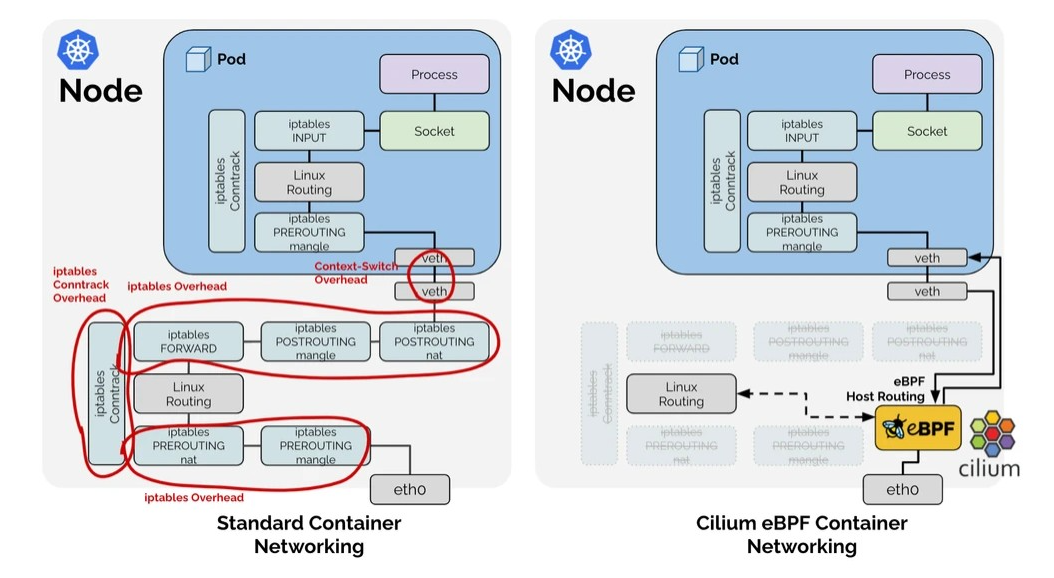 Node
Pod
Process
iptables
INPUT
Socket
iptables
Conntrack
Linux
Routing
iptables
PREROUTING
mangle
veth
Context-Switch
Overhead
veth
iptables
Conntrack
Overhead
iptables Overhead
iptables
FORWARD
iptables
POSTROUTING
mangle
iptables
POSTROUTING
nat
iptables
Conntrack
Linux
Routing
iptables
PREROUTING
nat
iptables
PREROUTING
mangle
iptables Overhead
eth0
Standard Container
Networking
Node
Pod
Process
iptables
INPUT
Socket
iptables
Conntrack
Linux
Routing
iptables
PREROUTING
mangle
veth
veth
iptables
FORWARD
iptables
POSTROUTING
mangle
iptables
POSTROUTING
nat
iptables
Conntrack
Linux
Routing
eBPF
Host Routing
eBPF
iptables
PREROUTING
nat
iptables
PREROUTING
mangle
cilium
eth0
Cilium eBPF Container
Networking